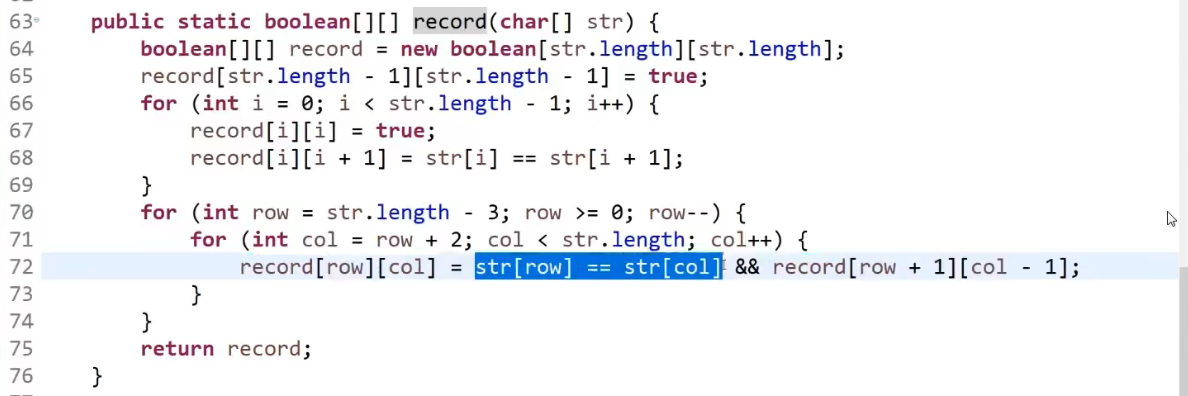 63 public static boolean[][] record(char[] str) {
64 boolean[][] record = new boolean[str.length][str.length];
65 record[str.length - 1][str.length - 1] = true;
66 for (int i = 0; i < str.length - 1; i++) {
67 record[i][i] = true;
68 record[i][i + 1] = str[i] == str[i + 1];
69 }
70 for (int row = str.length - 3; row >= 0; row--) {
71 for (int col = row + 2; col < str.length; col++) {
72 record[row][col] = str[row] == str[col] && record[row + 1][col - 1];
73 }
74 }
75 return record;
76 }